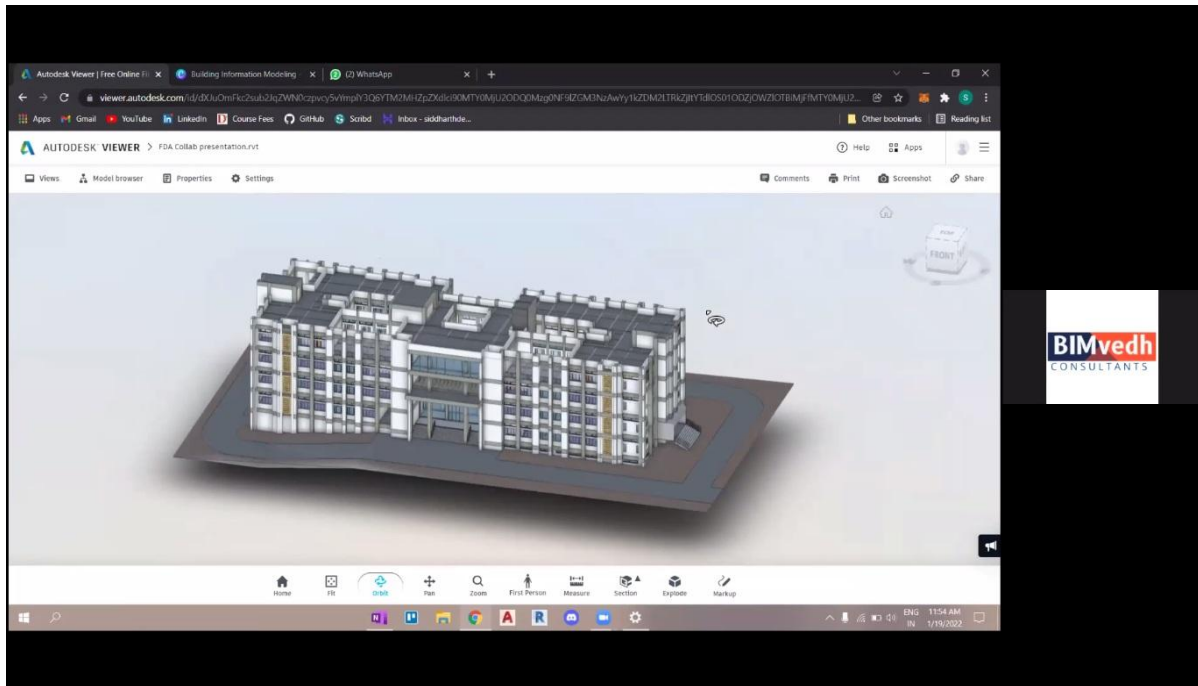 Autodesk Viewer | Free Online Fi
Building Information Modeling -
(2) WhatsApp
Apps
Gmail
YouTube
LinkedIn
Course Fees
GitHub
Scribd
Inbox - siddharthde...
Other bookmarks
Reading list
AUTODESK VIEWER > FDA Collab presentation.rvt
Help
Apps
Views
Model browser
Properties
Settings
Comments
Print
Screenshot
Share
TOP
FRONT
BIMvedh
CONSULTANTS
Home
Fit
Orbit
Pan
Zoom
First Person
Measure
Section
Explode
Markup
ENG
IN
11:54 AM
1/19/2022